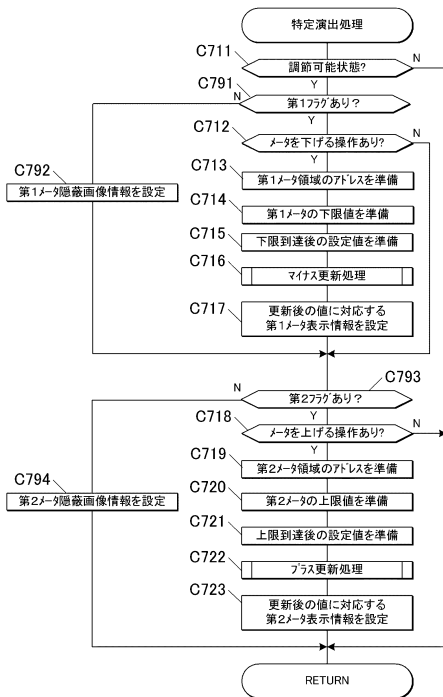 特定演出処理
C711
調節可能状態?
N
Y
C791
第1フラグあり?
N
Y
C712
メータを下げる操作あり?
N
Y
C713
第1メータ領域のアドレスを準備
C792
第1メータ隠蔽画像情報を設定
C714
第1メータの下限値を準備
C715
下限到達後の設定値を準備
C716
マイナス更新処理
C717
更新後の値に対応する
第1メータ表示情報を設定
C793
第2フラグあり?
N
Y
C718
メータを上げる操作あり?
N
Y
C719
第2メータ領域のアドレスを準備
C794
第2メータ隠蔽画像情報を設定
C720
第2メータの上限値を準備
C721
上限到達後の設定値を準備
C722
プラス更新処理
C723
更新後の値に対応する
第2メータ表示情報を設定
RETURN